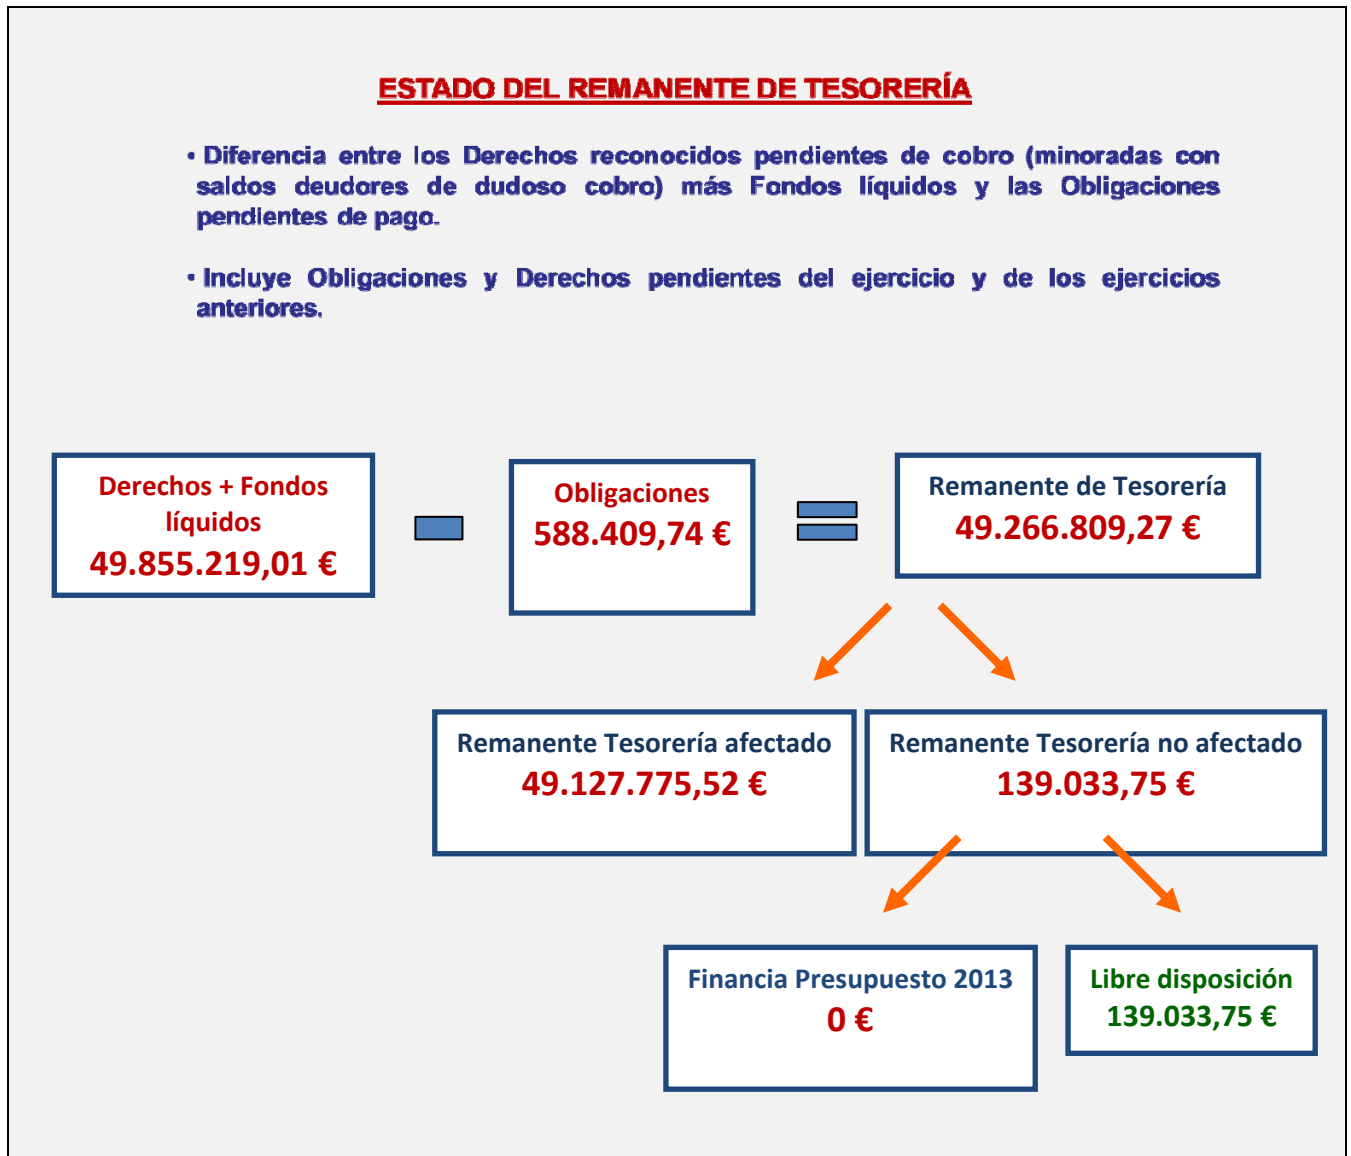 ESTADO DEL REMANENTE DE TESORERÍA
• Diferencia entre los Derechos reconocidos pendientes de cobro (minoradas con
saldos deudores de dudoso cobro) más Fondos líquidos y las Obligaciones
pendientes de pago.
• Incluye Obligaciones y Derechos pendientes del ejercicio y de los ejercicios
anteriores.
Derechos + Fondos
líquidos
49.855.219,01 €
Obligaciones
588.409,74 €
Remanente de Tesorería
49.266.809,27 €
Remanente Tesorería afectado
49.127.775,52 €
Remanente Tesorería no afectado
139.033,75 €
Financia Presupuesto 2013
0 €
Libre disposición
139.033,75 €